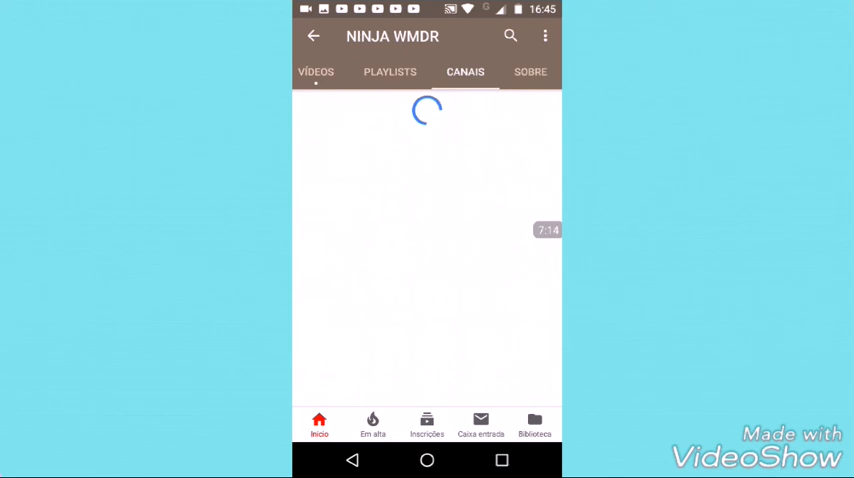 G 16:45
NINJA WMDR
VÍDEOS PLAYLISTS CANAIS SOBRE
7:14
Início Em alta Inscrições Caixa entrada Biblioteca
Made with
VideoShow